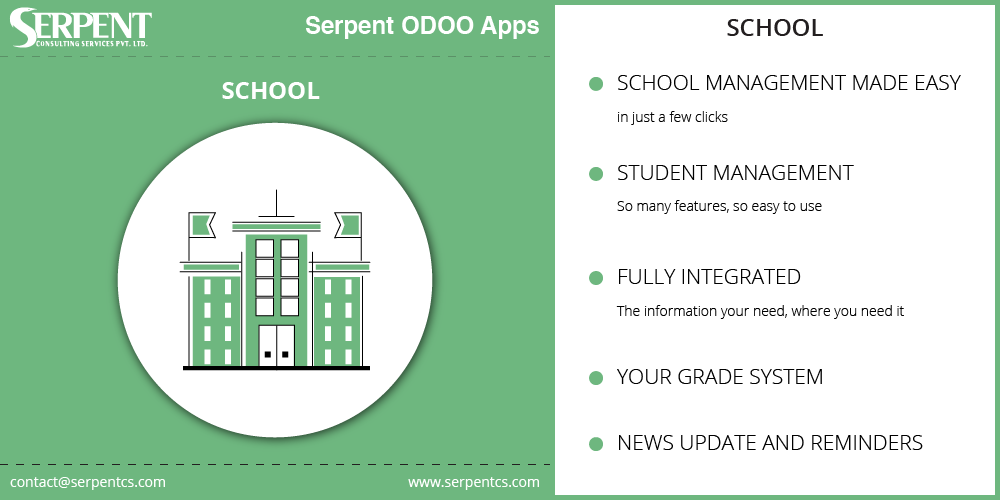 SERPENT
CONSULTING SERVICES PVT. LTD.
Serpent ODOO Apps
SCHOOL
contact@serpentcs.com
www.serpentcs.com
SCHOOL
SCHOOL MANAGEMENT MADE EASY
in just a few clicks
STUDENT MANAGEMENT
So many features, so easy to use
FULLY INTEGRATED
The information your need, where you need it
YOUR GRADE SYSTEM
NEWS UPDATE AND REMINDERS